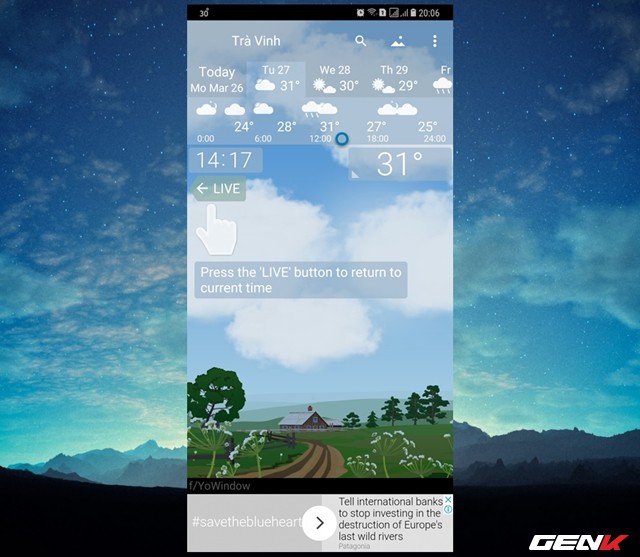 30°
20:06
Trà Vinh
Today
Mo Mar 26
Tu 27
31°
We 28
30°
Th 29
29°
Fr
24°
28°
31°
27°
25°
0:00
6:00
12:00
18:00
24:00
14:17
31°
LIVE
Press the 'LIVE' button to return to
current time
f/YoWindow
#savetheblueheart
Tell international banks
to stop investing in the
destruction of Europe's
last wild rivers
Patagonia
GENK